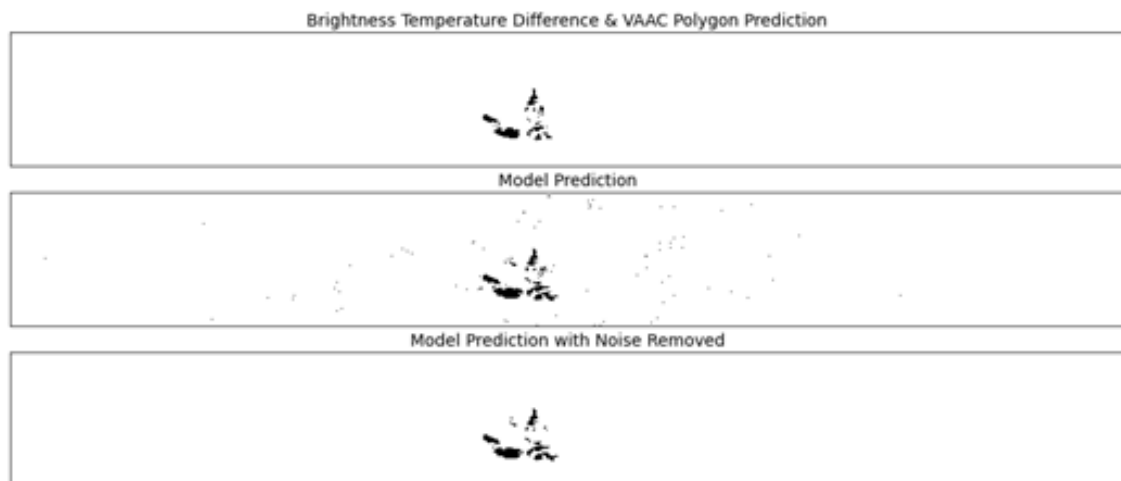 Brightness Temperature Difference & VAAC Polygon Prediction
Model Prediction
Model Prediction with Noise Removed